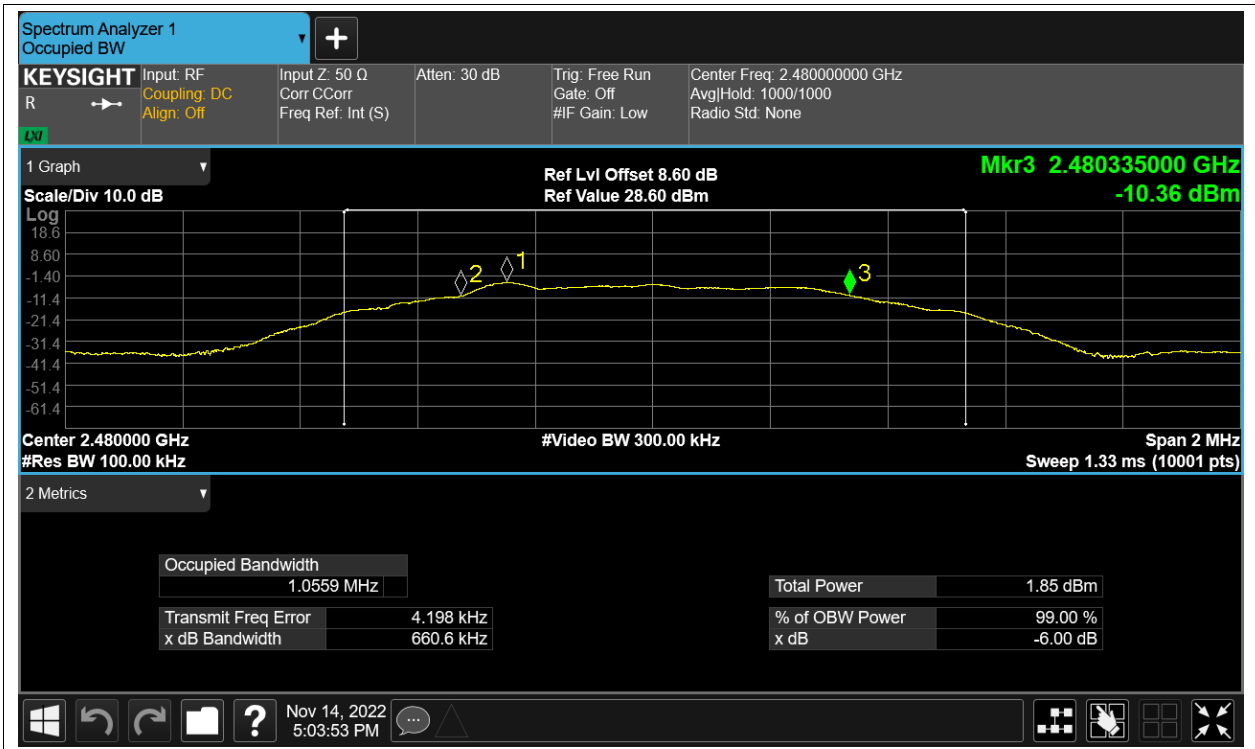 Spectrum Analyzer 1
Occupied BW
KEYSIGHT
R
LXI
Input: RF
Coupling: DC
Align: Off
Input Z: 50 Ω
Corr CCorr
Freq Ref: Int (S)
Atten: 30 dB
Trig: Free Run
Gate: Off
#IF Gain: Low
Center Freq: 2.480000000 GHz
Avg|Hold: 1000/1000
Radio Std: None
1 Graph
Scale/Div 10.0 dB
Ref Lvl Offset 8.60 dB
Ref Value 28.60 dBm
Mkr3 2.480335000 GHz
-10.36 dBm
Log
18.6
8.60
-1.40
-11.4
-21.4
-31.4
-41.4
-51.4
-61.4
2
1
3
Center 2.480000 GHz
#Video BW 300.00 kHz
Span 2 MHz
#Res BW 100.00 kHz
Sweep 1.33 ms (10001 pts)
2 Metrics
Occupied Bandwidth
1.0559 MHz
Total Power 1.85 dBm
Transmit Freq Error 4.198 kHz
% of OBW Power 99.00 %
x dB Bandwidth 660.6 kHz
x dB -6.00 dB
?
Nov 14, 2022
5:03:53 PM